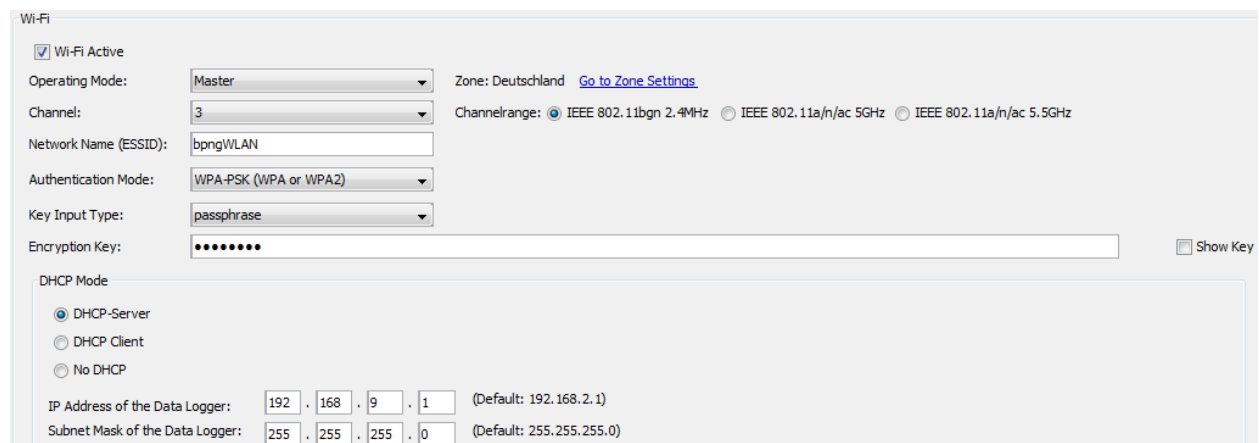 Wi-Fi
Wi-Fi Active
Operating Mode: Master Zone: Deutschland Go to Zone Settings
Channel: 3 Channelrange: IEEE 802.11bgn 2.4MHz IEEE 802.11a/n/ac 5GHz IEEE 802.11a/n/ac 5.5GHz
Network Name (ESSID): bpngWLAN
Authentication Mode: WPA-PSK (WPA or WPA2)
Key Input Type: passphrase
Encryption Key: •••••••• Show Key
DHCP Mode
DHCP-Server
DHCP Client
No DHCP
IP Address of the Data Logger: 192 . 168 . 9 . 1 (Default: 192.168.2.1)
Subnet Mask of the Data Logger: 255 . 255 . 255 . 0 (Default: 255.255.255.0)